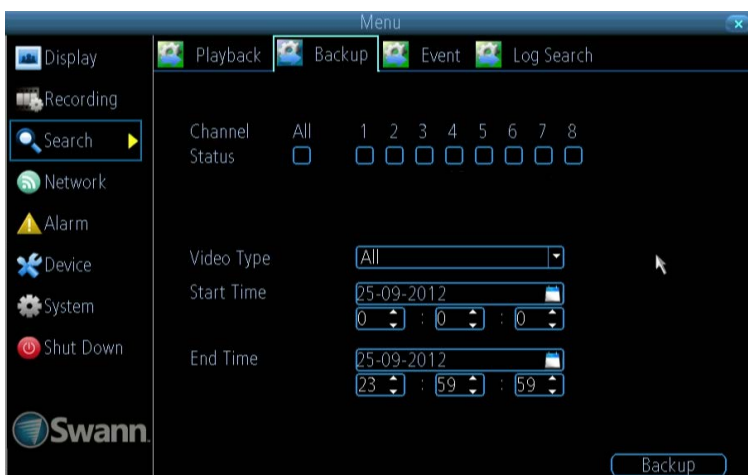 Menu
Display
Recording
Search
Network
Alarm
Device
System
Shut Down
Swann
Playback Backup Event Log Search
Channel All 1 2 3 4 5 6 7 8
Status
Video Type All
Start Time 25-09-2012
0 : 0 : 0
End Time 25-09-2012
23 : 59 : 59
Backup